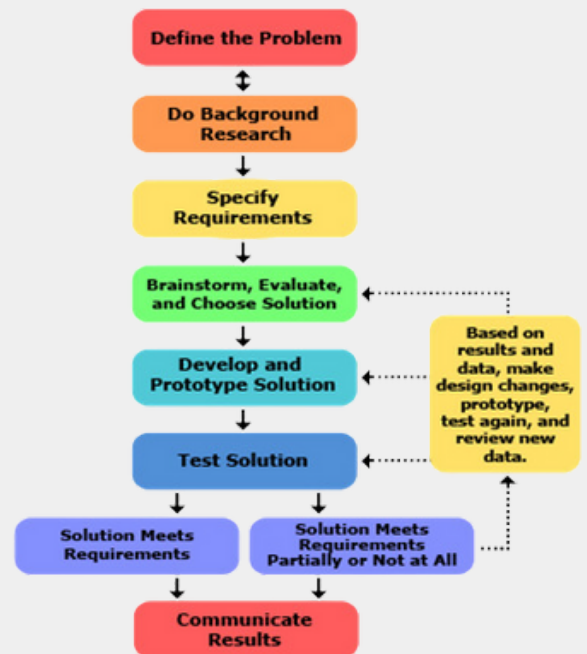 Define the Problem
Do Background
Research
Specify
Requirements
Brainstorm, Evaluate,
and Choose Solution
Develop and
Prototype Solution
Based on
results and
data, make
design changes,
prototype,
test again, and
review new
data.
Test Solution
Solution Meets
Requirements
Solution Meets
Requirements
Partially or Not at All
Communicate
Results